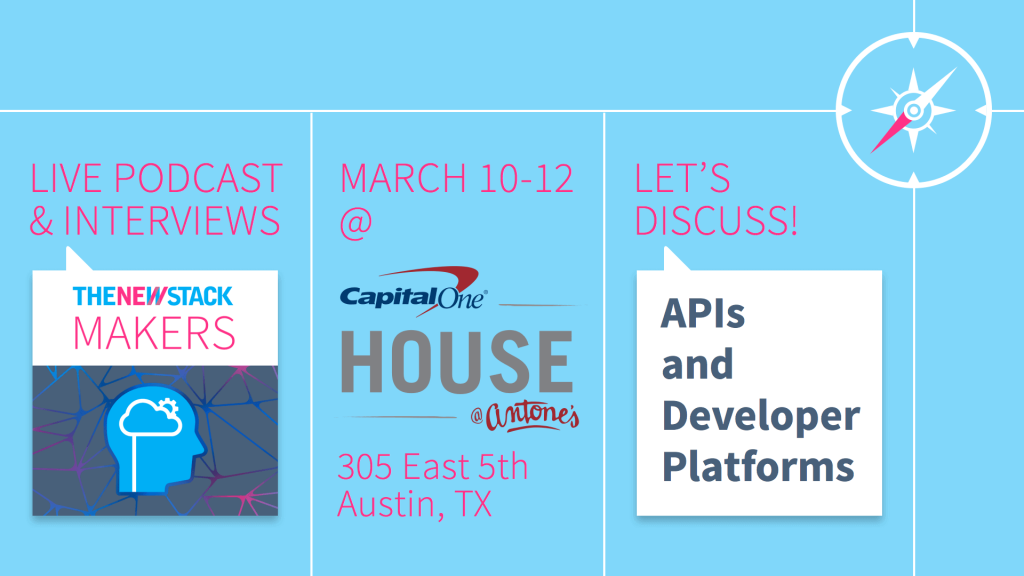 LIVE PODCAST
& INTERVIEWS
THENEWSTACK
MAKERS
MARCH 10-12
@
Capital One®
HOUSE
@ antone's
305 East 5th
Austin, TX
LET’S
DISCUSS!
APIs
and
Developer
Platforms